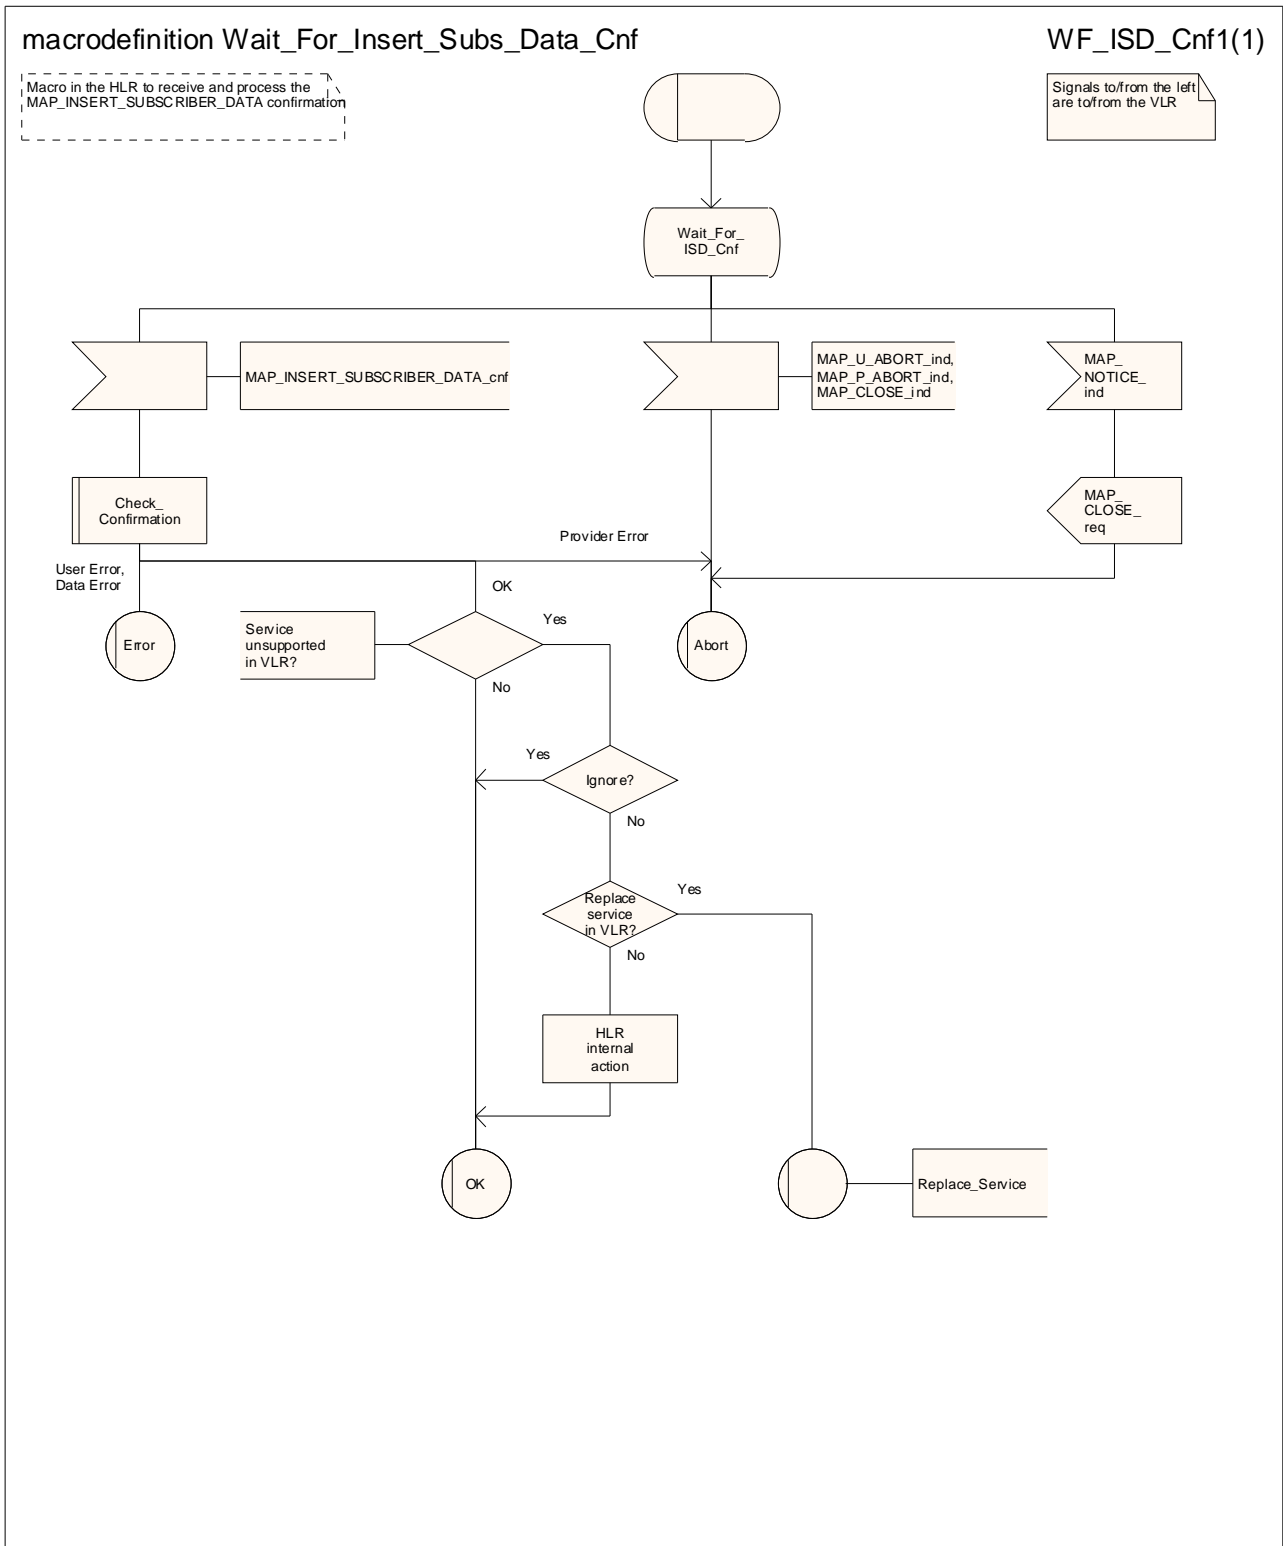 macrodefinition Wait_For_Insert_Subs_Data_Cnf
WF_ISD_Cnf1(1)
Macro in the HLR to receive and process the
MAP_INSERT_SUBSCRIBER_DATA confirmation
Signals to/from the left
are to/from the VLR
Wait_For_
ISD_Cnf
MAP_INSERT_SUBSCRIBER_DATA_cnf
MAP_U_ABORT_ind,
MAP_P_ABORT_ind,
MAP_CLOSE_ind
MAP_
NOTICE_
ind
Check_
Confirmation
MAP_
CLOSE_
req
Provider Error
User Error,
Data Error
OK
Error
Service
unsupported
in VLR?
Yes
No
Abort
Yes
Ignore?
No
Replace
service
in VLR?
Yes
No
HLR
internal
action
OK
Replace_Service